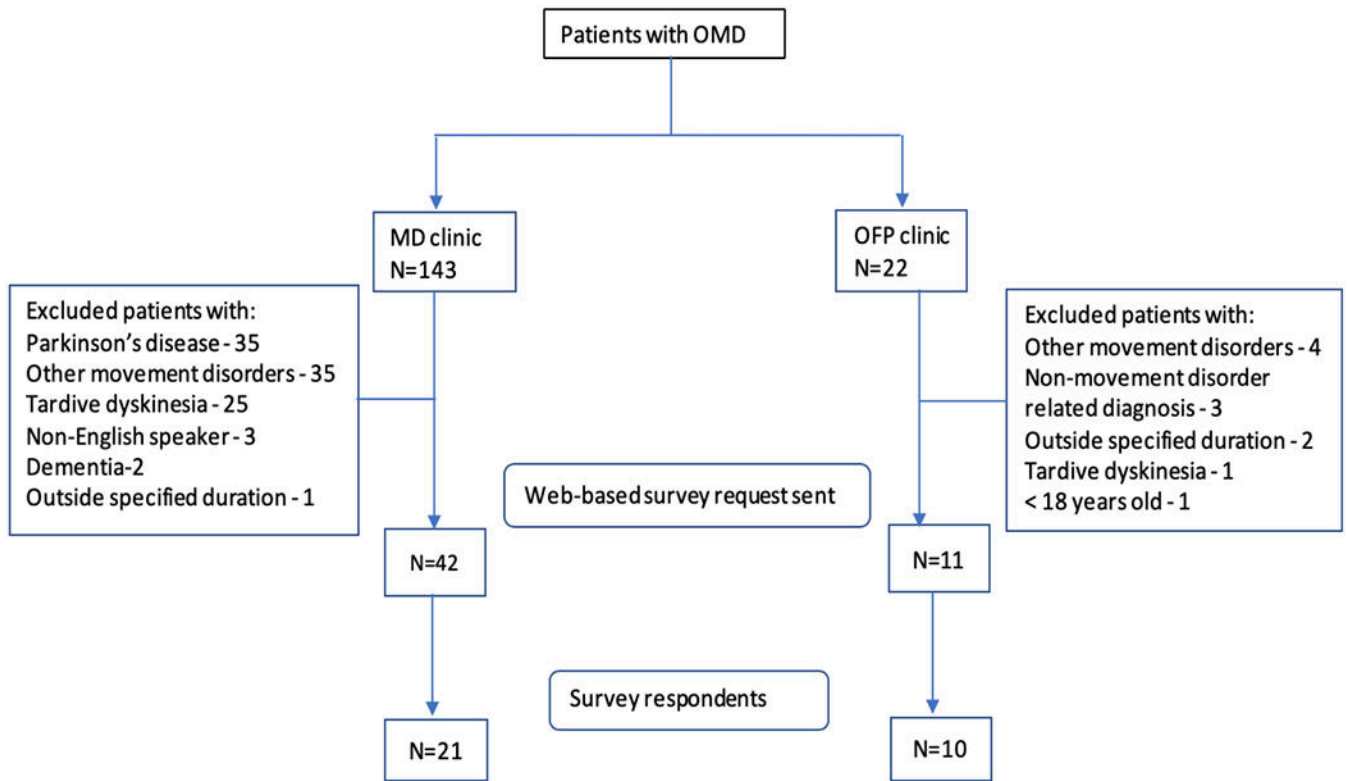 Patients with OMD
MD clinic
N=143
OFP clinic
N=22
Excluded patients with:
Parkinson’s disease - 35
Other movement disorders - 35
Tardive dyskinesia - 25
Non-English speaker - 3
Dementia-2
Outside specified duration - 1
Excluded patients with:
Other movement disorders - 4
Non-movement disorder
related diagnosis - 3
Outside specified duration - 2
Tardive dyskinesia - 1
< 18 years old - 1
Web-based survey request sent
N=42
N=11
Survey respondents
N=21
N=10